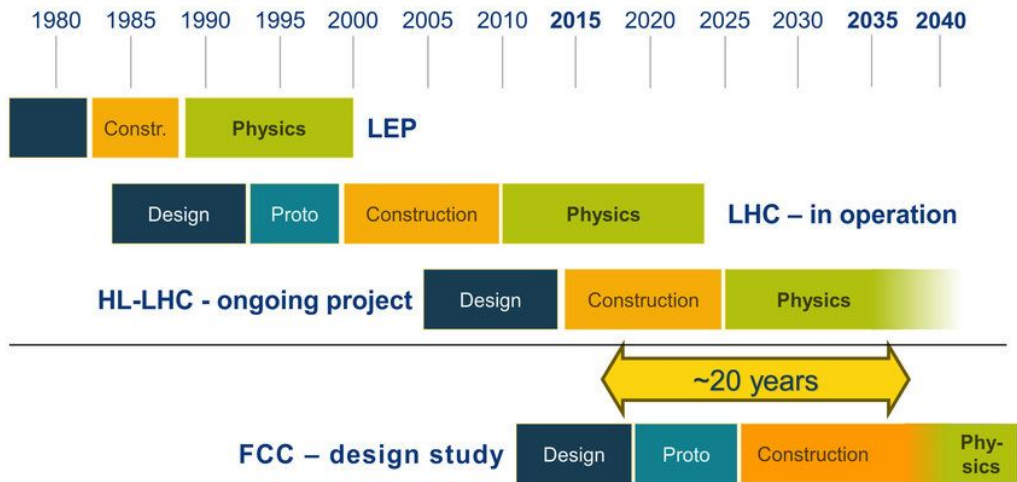 1980 1985 1990 1995 2000 2005 2010 2015 2020 2025 2030 2035 2040
Constr. Physics LEP
Design Proto Construction Physics LHC – in operation
HL-LHC - ongoing project Design Construction Physics
~20 years
FCC – design study Design Proto Construction Phy-
sics